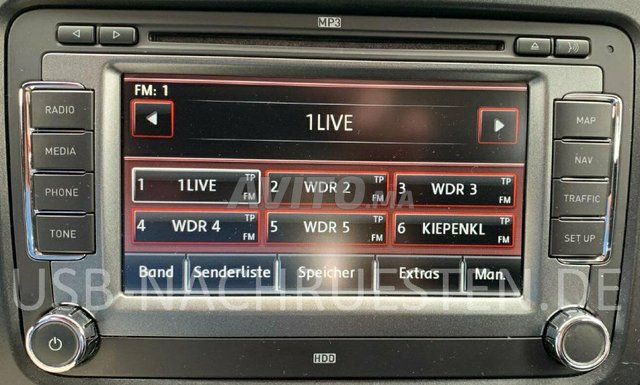 MP3
RADIO
MEDIA
PHONE
TONE
FM: 1
1LIVE
1 1LIVE TP FM
2 WDR 2 TP FM
3 WDR 3 TP FM
4 WDR 4 TP FM
5 WDR 5 TP FM
6 KIEPENKL TP FM
Band Senderliste Speicher Extras Man.
MAP
NAV
TRAFFIC
SET UP
HDD
AVITO.MA
USB-NACHRUESTEN.DE